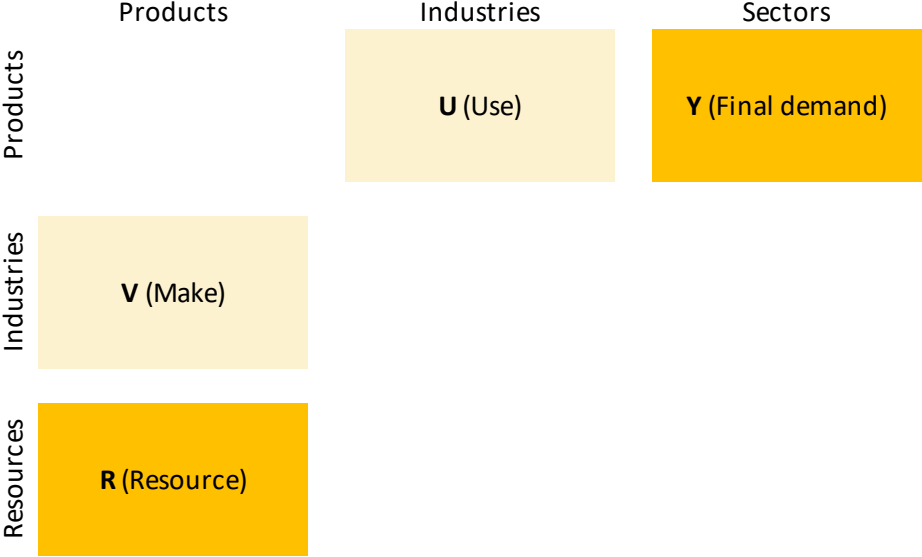 Products
Industries
Sectors
Products
U (Use)
Y (Final demand)
Industries
V (Make)
Resources
R (Resource)